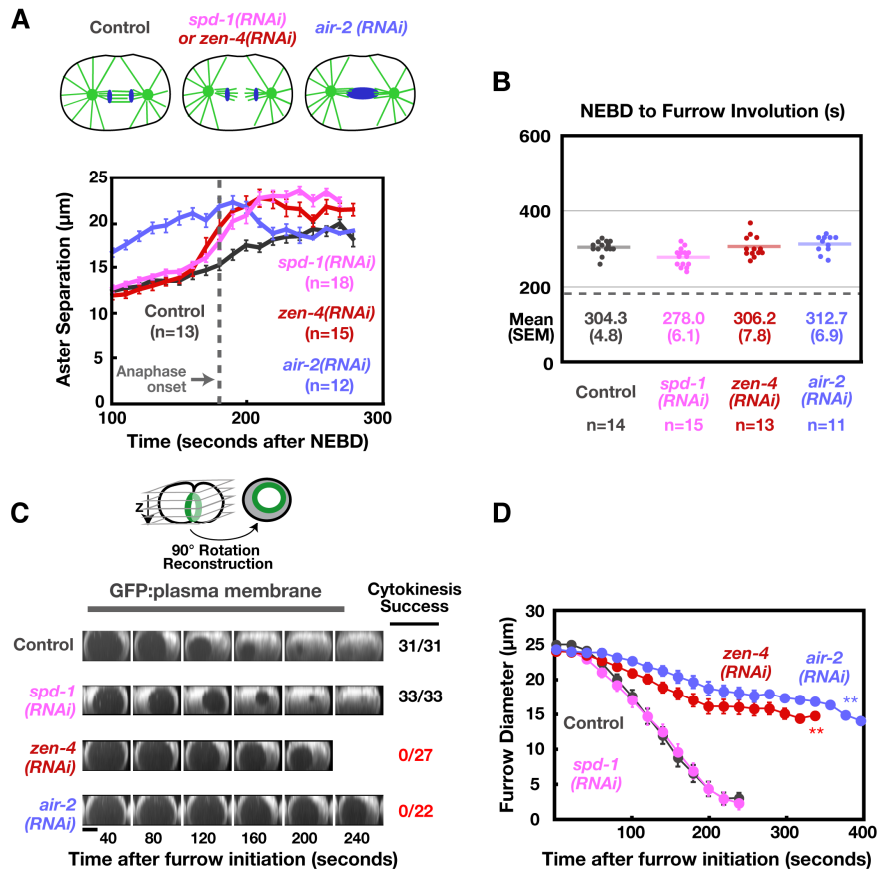 A
Control
spd-1(RNAi)
or zen-4(RNAi)
air-2 (RNAi)
Aster Separation (μm)
25
20
15
10
5
0
100
200
300
Time (seconds after NEBD)
Control
(n=13)
Anaphase
onset
spd-1(RNAi)
(n=18)
zen-4(RNAi)
(n=15)
air-2(RNAi)
(n=12)
B
NEBD to Furrow Involution (s)
600
400
200
0
Mean
(SEM)
304.3
(4.8)
278.0
(6.1)
306.2
(7.8)
312.7
(6.9)
Control
spd-1
(RNAi)
zen-4
(RNAi)
air-2
(RNAi)
n=14
n=15
n=13
n=11
C
z
90° Rotation
Reconstruction
GFP:plasma membrane
Cytokinesis
Success
Control
31/31
spd-1
(RNAi)
33/33
zen-4
(RNAi)
0/27
air-2
(RNAi)
0/22
40 80 120 160 200 240
Time after furrow initiation (seconds)
D
Furrow Diameter (μm)
30
25
20
15
10
5
0
100 200 300 400
Time after furrow initiation (seconds)
zen-4
(RNAi)
air-2
(RNAi)
**
**
Control
spd-1
(RNAi)